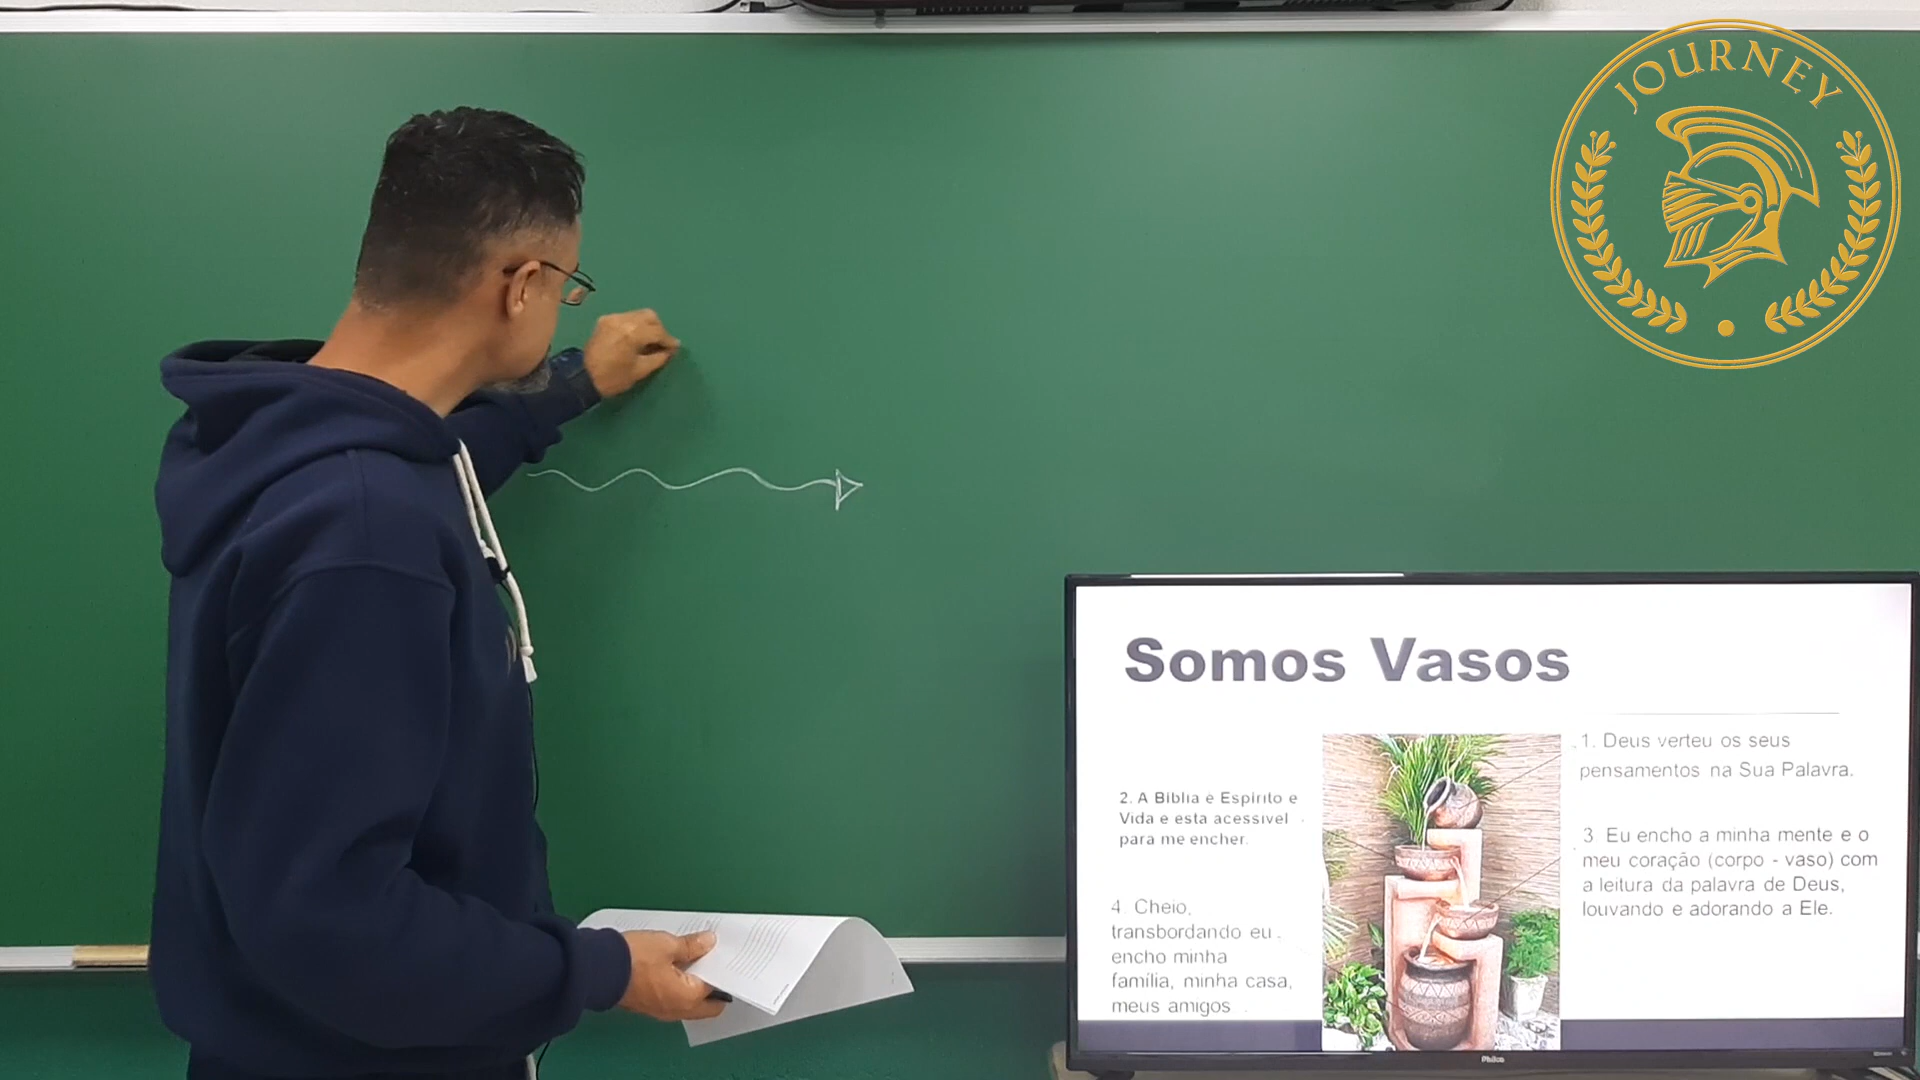 JOURNEY
Somos Vasos
1. Deus verteu os seus
pensamentos na Sua Palavra.
2. A Bíblia é Espírito e
Vida e está acessível
para me encher.
3 Eu encho a minha mente e o
meu coração (corpo - vaso) com
a leitura da palavra de Deus,
louvando e adorando a Ele.
4. Cheio,
transbordando eu
encho minha
família, minha casa,
meus amigos
Philco